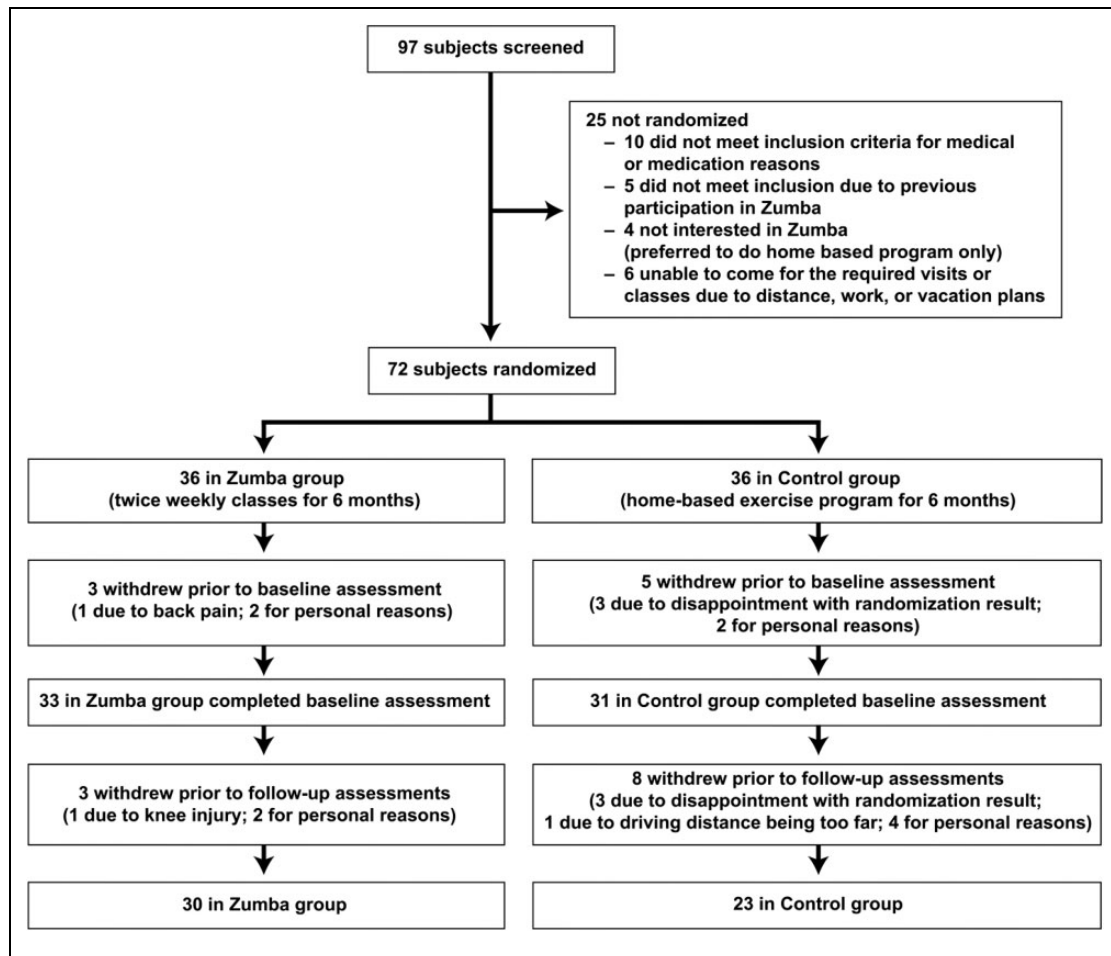 97 subjects screened
25 not randomized
– 10 did not meet inclusion criteria for medical
or medication reasons
– 5 did not meet inclusion due to previous
participation in Zumba
– 4 not interested in Zumba
(preferred to do home based program only)
– 6 unable to come for the required visits or
classes due to distance, work, or vacation plans
72 subjects randomized
36 in Zumba group
(twice weekly classes for 6 months)
36 in Control group
(home-based exercise program for 6 months)
3 withdrew prior to baseline assessment
(1 due to back pain; 2 for personal reasons)
5 withdrew prior to baseline assessment
(3 due to disappointment with randomization result;
2 for personal reasons)
33 in Zumba group completed baseline assessment
31 in Control group completed baseline assessment
3 withdrew prior to follow-up assessments
(1 due to knee injury; 2 for personal reasons)
8 withdrew prior to follow-up assessments
(3 due to disappointment with randomization result;
1 due to driving distance being too far; 4 for personal reasons)
30 in Zumba group
23 in Control group